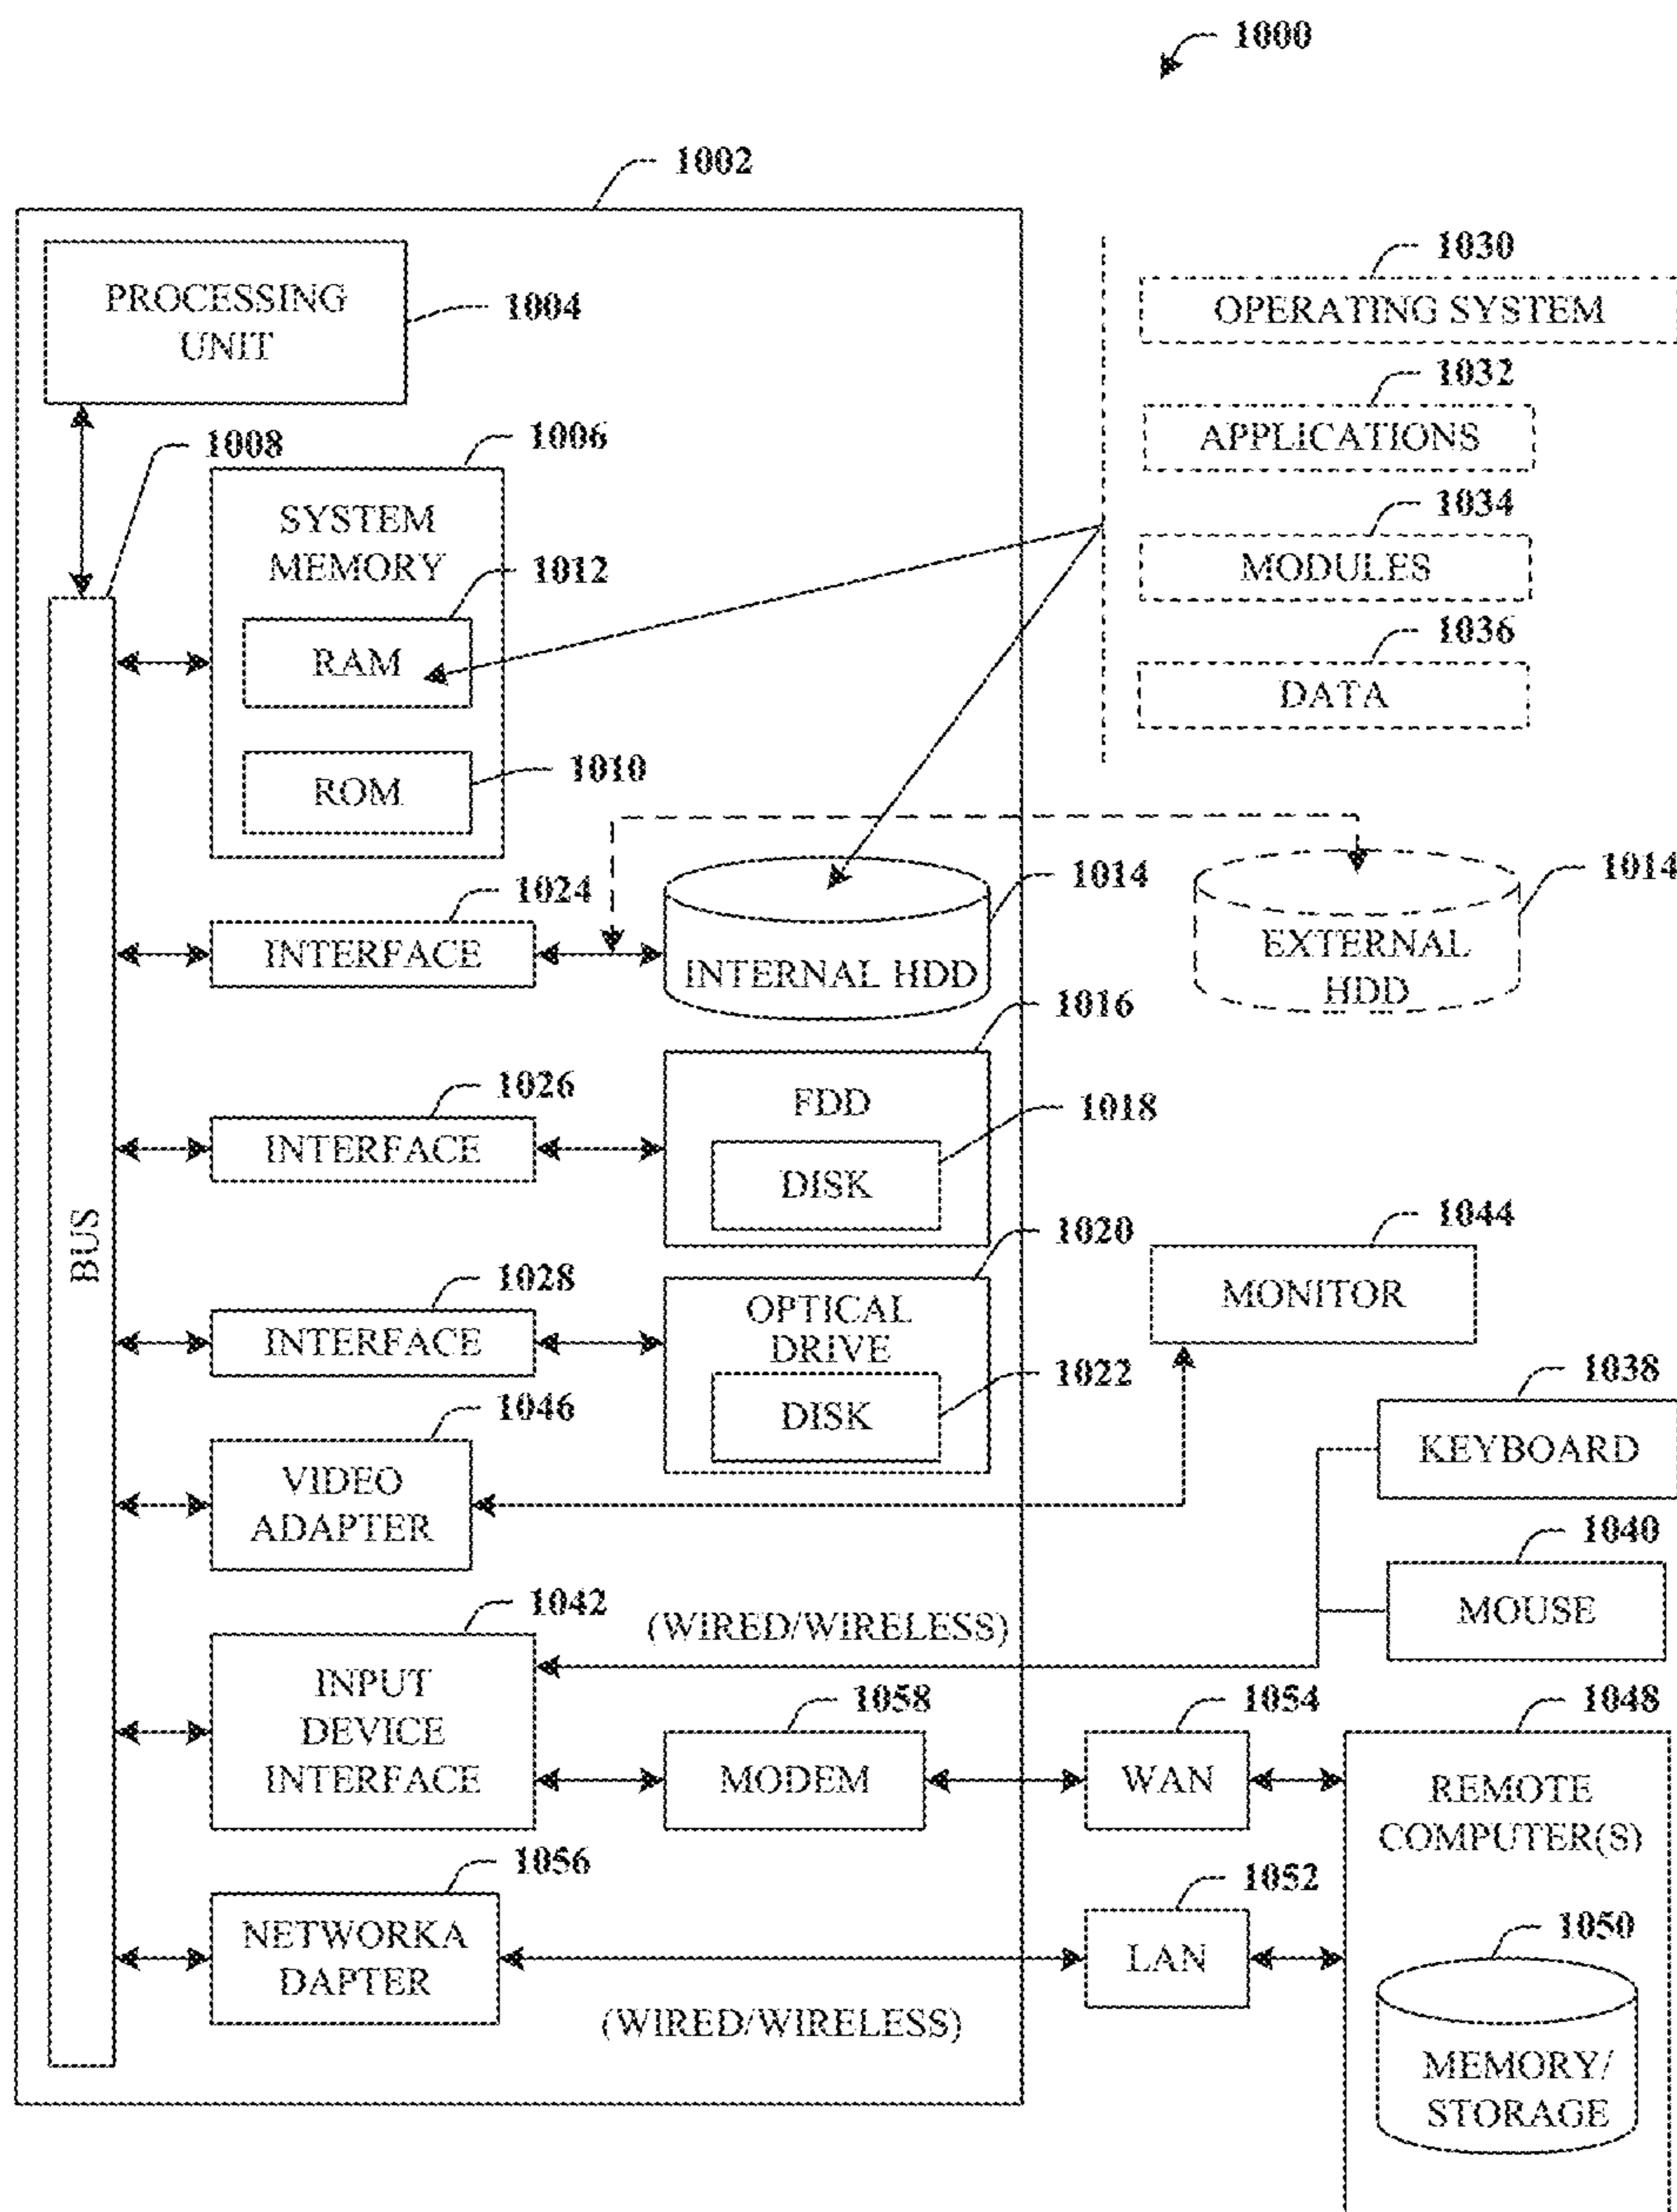 1000
1002
PROCESSING
UNIT
1004
1030
OPERATING SYSTEM
1032
APPLICATIONS
1034
MODULES
1036
DATA
1008
1006
SYSTEM
MEMORY
1012
RAM
1010
ROM
1024
INTERFACE
1014
INTERNAL HDD
1014
EXTERNAL
HDD
1016
FDD
1026
INTERFACE
1018
DISK
BUS
1028
INTERFACE
1020
OPTICAL
DRIVE
1022
DISK
1044
MONITOR
1038
KEYBOARD
1046
VIDEO
ADAPTER
1040
MOUSE
1042
(WIRED/WIRELESS)
INPUT
DEVICE
INTERFACE
1058
MODEM
1054
WAN
1048
REMOTE
COMPUTER(S)
1056
NETWORKA
DAPTER
1052
LAN
(WIRED/WIRELESS)
1050
MEMORY/
STORAGE